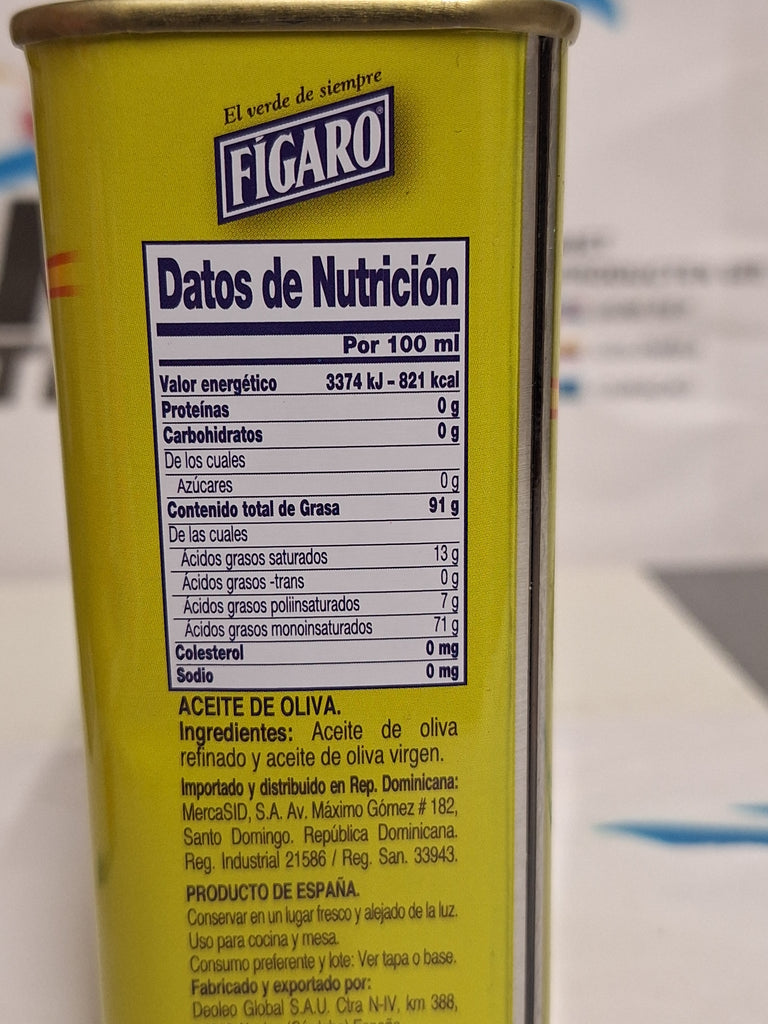 El verde de siempre
FÍGARO
Datos de Nutrición
Por 100 ml
Valor energético 3374 kJ - 821 kcal
Proteínas 0 g
Carbohidratos 0 g
De los cuales
Azúcares 0 g
Contenido total de Grasa 91 g
De las cuales
Ácidos grasos saturados 13 g
Ácidos grasos -trans 0 g
Ácidos grasos poliinsaturados 7 g
Ácidos grasos monoinsaturados 71 g
Colesterol 0 mg
Sodio 0 mg
ACEITE DE OLIVA.
Ingredientes: Aceite de oliva
refinado y aceite de oliva virgen.
Importado y distribuido en Rep. Dominicana:
MercaSID, S.A. Av. Máximo Gómez # 182,
Santo Domingo. República Dominicana.
Reg. Industrial 21586 / Reg. San. 33943.
PRODUCTO DE ESPAÑA.
Conservar en un lugar fresco y alejado de la luz.
Uso para cocina y mesa.
Consumo preferente y lote: Ver tapa o base.
Fabricado y exportado por:
Deoleo Global S.A.U. Ctra N-IV, km 388,